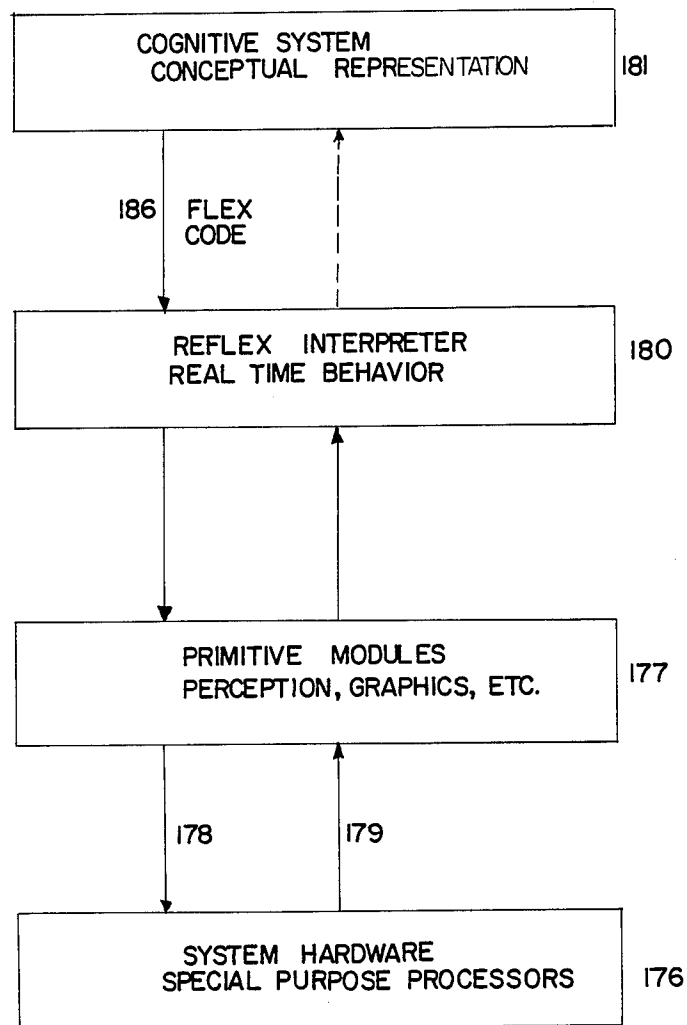 COGNITIVE SYSTEM
CONCEPTUAL REPRESENTATION
181
186 FLEX
CODE
REFLEX INTERPRETER
REAL TIME BEHAVIOR
180
PRIMITIVE MODULES
PERCEPTION, GRAPHICS, ETC.
177
178
179
SYSTEM HARDWARE
SPECIAL PURPOSE PROCESSORS
176